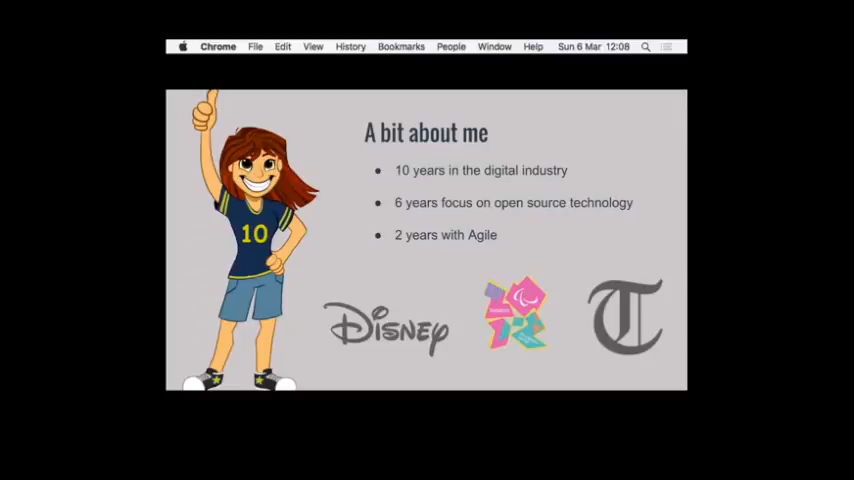 Chrome File Edit View History Bookmarks People Window Help Sun 6 Mar 12:08
A bit about me
10
● 10 years in the digital industry
● 6 years focus on open source technology
● 2 years with Agile
Disney
T